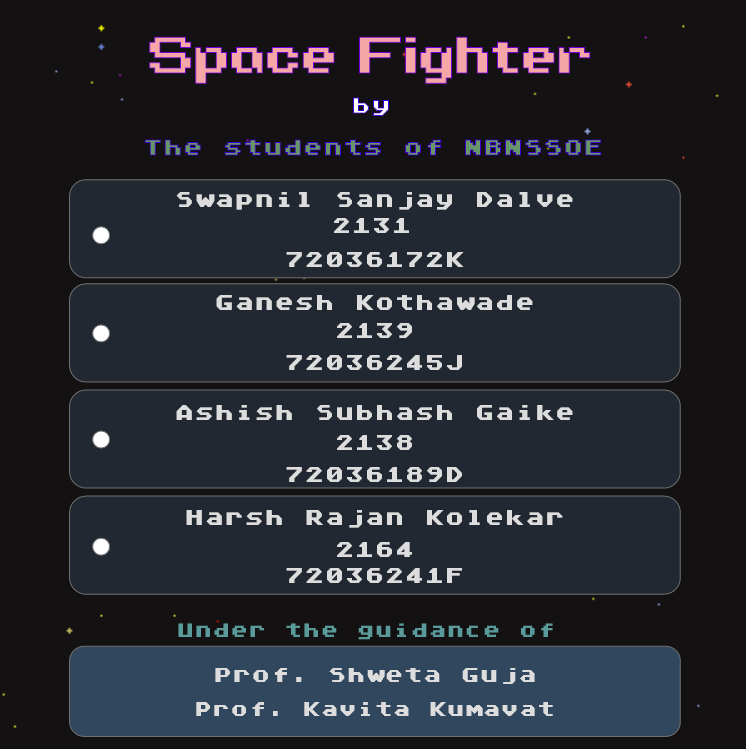 Space Fighter
by
The students of NBNSSOE
Swapnil Sanjay Dalve
2131
72036172K
Ganesh Kothawade
2139
72036245J
Ashish Subhash Gaike
2138
72036189D
Harsh Rajan Kolekar
2164
72036241F
Under the guidance of
Prof. Shweta Guja
Prof. Kavita Kumavat